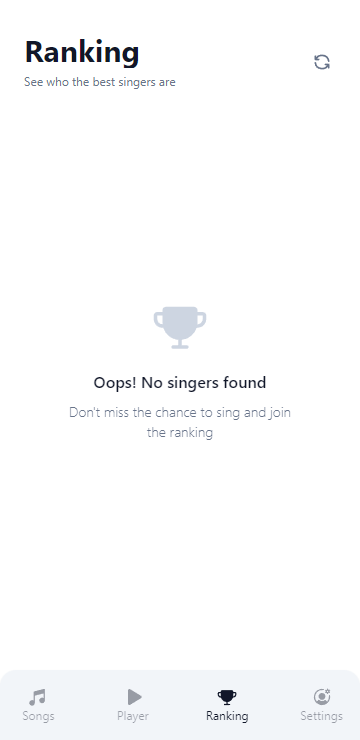 Ranking
See who the best singers are
Oops! No singers found
Don't miss the chance to sing and join
the ranking
Songs
Player
Ranking
Settings